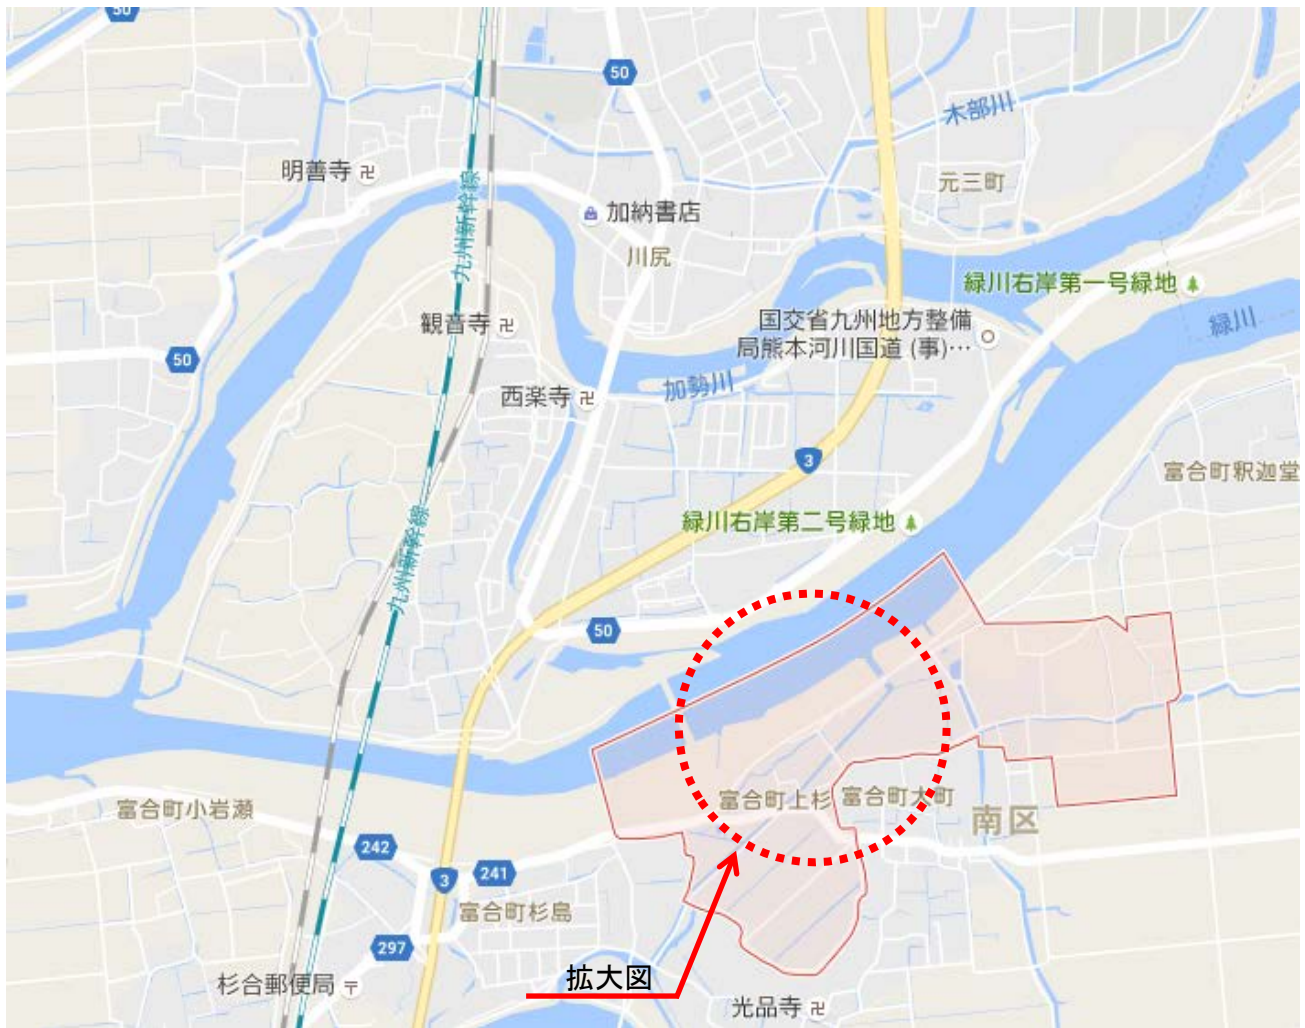 50
50
木部川
明善寺
元三町
加納書店
九州新幹線
川尻
緑川右岸第一号緑地
緑川
観音寺
国交省九州地方整備
局熊本河川国道 (事)…
50
加勢川
西楽寺
3
富合町釈迦堂
緑川右岸第二号緑地
九州新幹線
50
富合町小岩瀬
富合町上杉
富合町大町
南区
242
3
241
富合町杉島
297
杉合郵便局
拡大図
光品寺